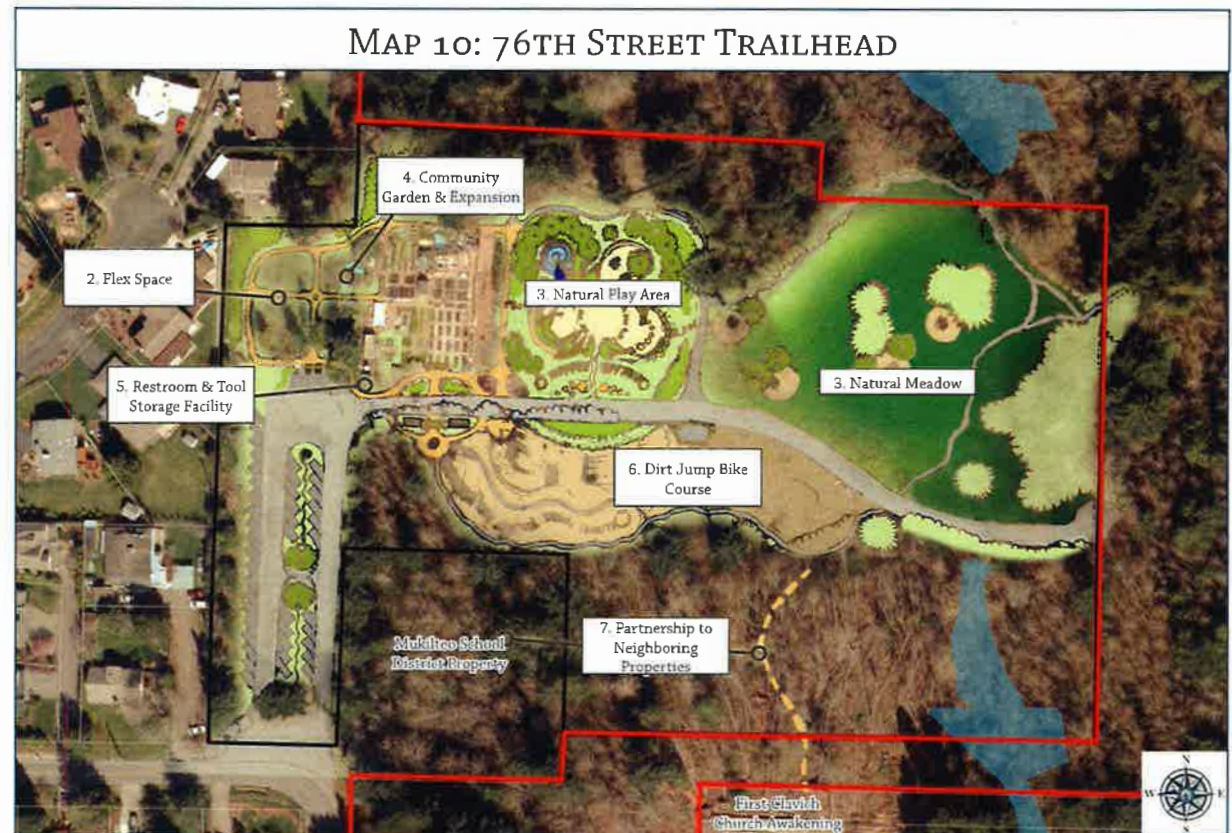 MAP 10: 76TH STREET TRAILHEAD
4. Community
Garden & Expansion
2. Flex Space
3. Natural Play Area
5. Restroom & Tool
Storage Facility
3. Natural Meadow
6. Dirt Jump Bike
Course
Mukilteo School
District Property
7. Partnership to
Neighboring
Properties
First Clavich
Church Awakening
N
W
E
S